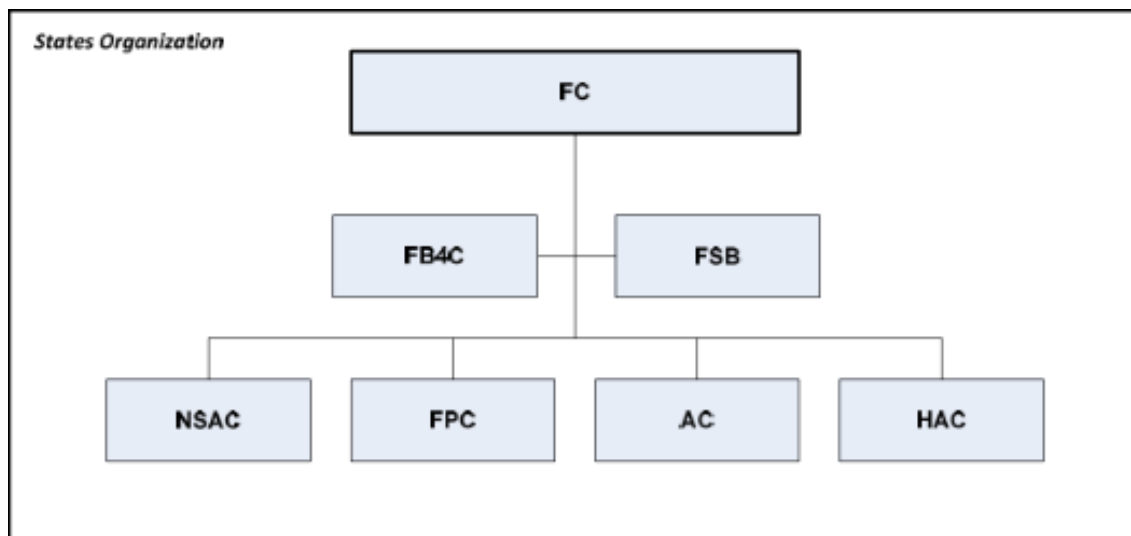 States Organization
FC
FB4C
FSB
NSAC
FPC
AC
HAC